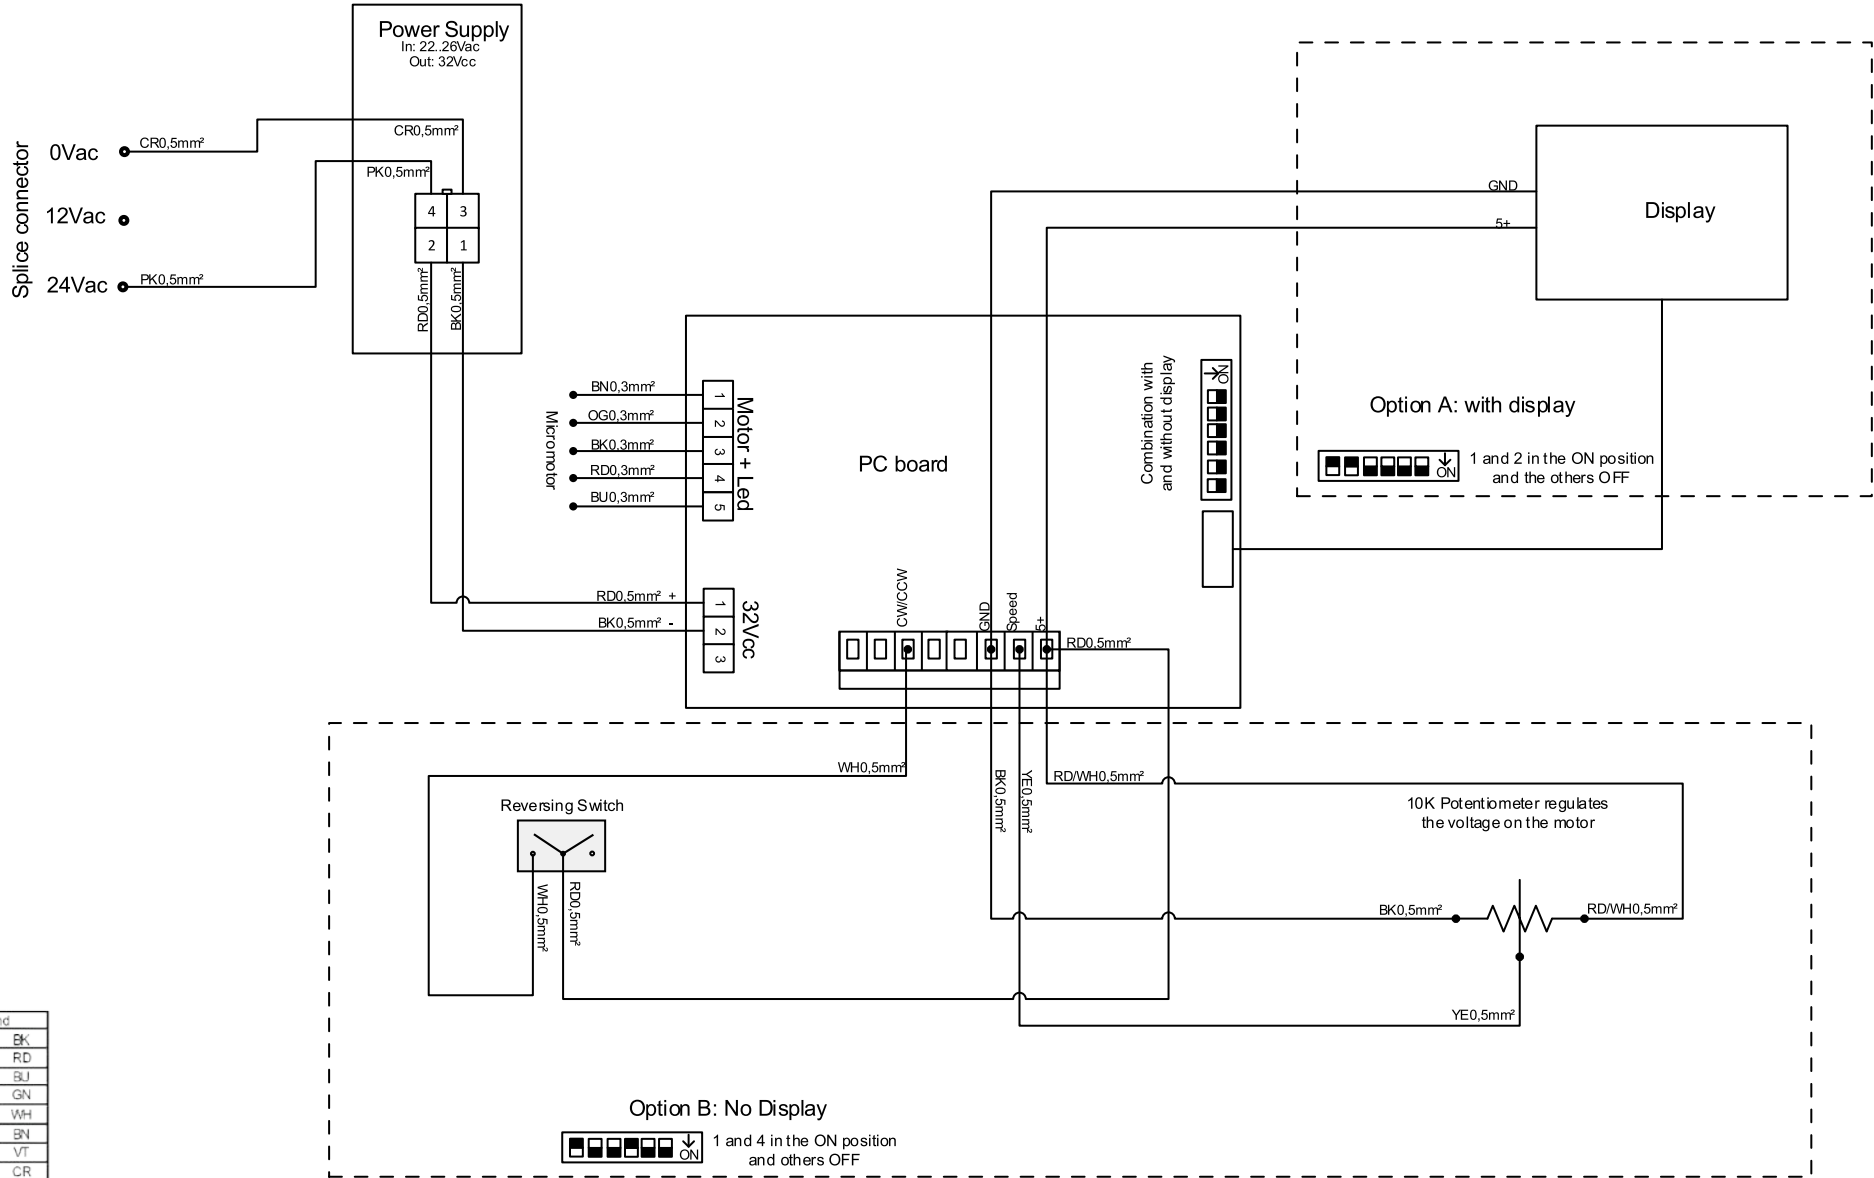 Power Supply
In: 22..26Vac
Out: 32Vcc
Splice connector
0Vac
12Vac
24Vac
CR0,5mm²
CR0,5mm²
PK0,5mm²
PK0,5mm²
4
3
2
1
RD0,5mm²
BK0,5mm²
Micromotor
BN0,3mm²
OG0,3mm²
BK0,3mm²
RD0,3mm²
BU0,3mm²
1
2
3
4
5
Motor + Led
PC board
RD0,5mm² +
BK0,5mm² -
1
2
3
32Vcc
CW/CCW
GND
Speed
5+
RD0,5mm²
Combination with
and without display
ON
GND
5+
Display
Option A: with display
ON
1 and 2 in the ON position
and the others OFF
WH0,5mm²
BK0,5mm²
YE0,5mm²
RD/WH0,5mm²
Reversing Switch
WH0,5mm²
RD0,5mm²
10K Potentiometer regulates
the voltage on the motor
BK0,5mm²
RD/WH0,5mm²
YE0,5mm²
Option B: No Display
ON
1 and 4 in the ON position
and others OFF
BK
RD
BU
GN
WH
BN
VT
CR